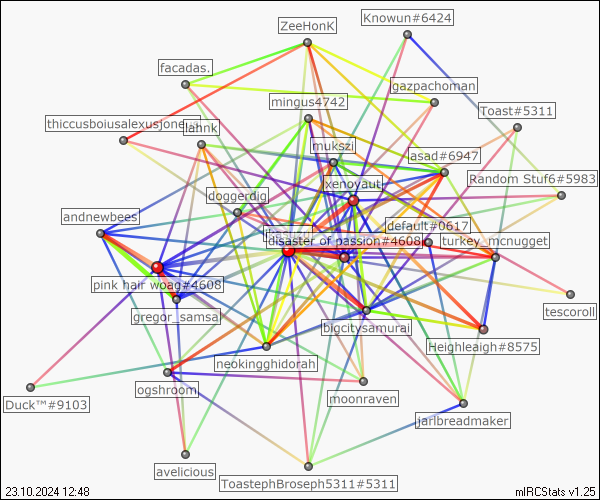 ZeeHonK
Knowun#6424
facadas.
gazpachoman
mingus4742
Toast#5311
thiccusboiusalexusjones
lahnk
mukszi
asad#6947
Random Stuf6#5983
xenoyaut
doggerdig
andnewbees
default#0617
disaster of passion#4608
turkey_mcnugget
pink hair woag#4608
tescoroll
gregor_samsa
bigcitysamurai
Heighleaigh#8575
neokingghidorah
ogshroom
moonraven
Duck™#9103
jarlbreadmaker
avelicious
ToastephBroseph5311#5311
23.10.2024 12:48
mIRCStats v1.25